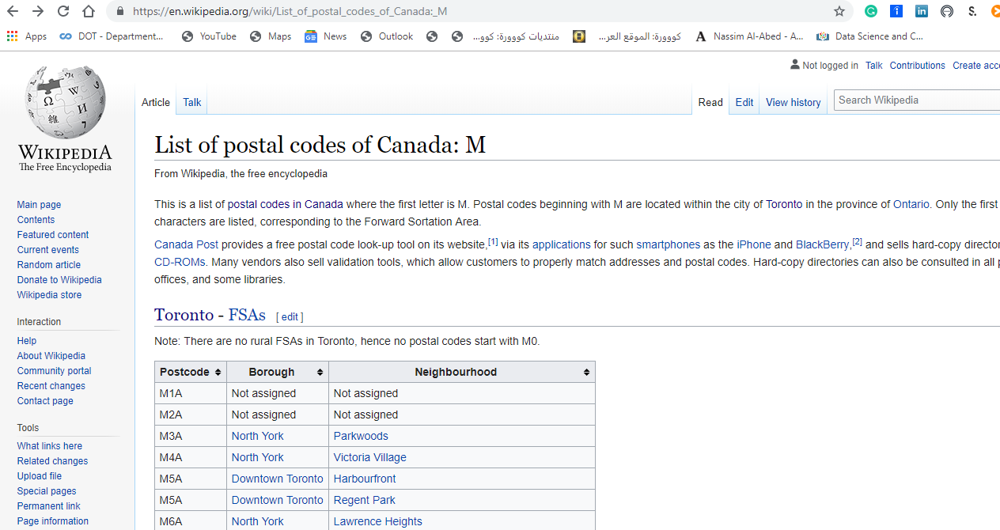 https://en.wikipedia.org/wiki/List_of_postal_codes_of_Canada:_M
Apps DOT - Department... YouTube Maps News Outlook منتديات كووورة: كوو... كووورة: الموقع العر... Nassim Al-Abed - A... Data Science and C...
Not logged in Talk Contributions Create acc
Article Talk Read Edit View history Search Wikipedia
WIKIPEDIA
The Free Encyclopedia
Main page
Contents
Featured content
Current events
Random article
Donate to Wikipedia
Wikipedia store
Interaction
Help
About Wikipedia
Community portal
Recent changes
Contact page
Tools
What links here
Related changes
Upload file
Special pages
Permanent link
Page information
List of postal codes of Canada: M
From Wikipedia, the free encyclopedia
This is a list of postal codes in Canada where the first letter is M. Postal codes beginning with M are located within the city of Toronto in the province of Ontario. Only the first
characters are listed, corresponding to the Forward Sortation Area.
Canada Post provides a free postal code look-up tool on its website,[1] via its applications for such smartphones as the iPhone and BlackBerry,[2] and sells hard-copy director
CD-ROMs. Many vendors also sell validation tools, which allow customers to properly match addresses and postal codes. Hard-copy directories can also be consulted in all p
offices, and some libraries.
Toronto - FSAs [ edit ]
Note: There are no rural FSAs in Toronto, hence no postal codes start with M0.
Postcode Borough Neighbourhood
M1A Not assigned Not assigned
M2A Not assigned Not assigned
M3A North York Parkwoods
M4A North York Victoria Village
M5A Downtown Toronto Harbourfront
M5A Downtown Toronto Regent Park
M6A North York Lawrence Heights